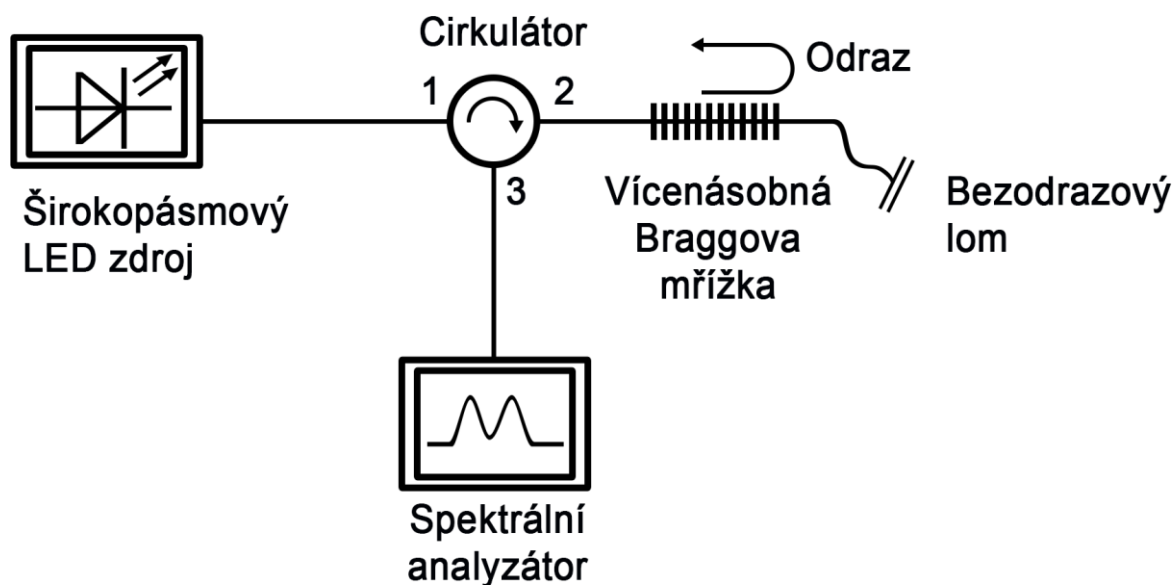 Širokopásmový
LED zdroj
Cirkulátor
1
2
3
Odraz
Vícenásobná
Braggova
mřížka
Bezodrazový
lom
Spektrální
analyzátor